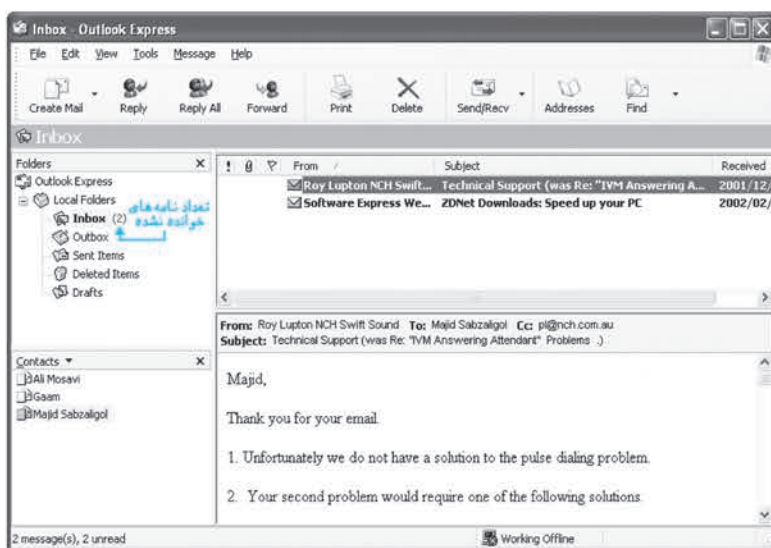 Inbox - Outlook Express
File Edit View Tools Message Help
Create Mail Reply Reply All Forward Print Delete Send/Recv Addresses Find
Inbox
Folders
Outlook Express
Local Folders
Inbox (2)
Outbox
Sent Items
Deleted Items
Drafts
تعداد نامه‌های
خوانده نشده
! From Subject Received
Roy Lupton NCH Swift... Technical Support (was Re: "IVM Answering A... 2001/12/
Software Express We... ZDNet Downloads: Speed up your PC 2002/02/
Contacts
Ali Mosavi
Gaam
Majid Sabzaligol
From: Roy Lupton NCH Swift Sound To: Majid Sabzaligol Cc: pl@nch.com.au
Subject: Technical Support (was Re: "IVM Answering Attendant" Problems .)
Majid,
Thank you for your email.
1. Unfortunately we do not have a solution to the pulse dialing problem.
2. Your second problem would require one of the following solutions.
2 message(s), 2 unread Working Offline